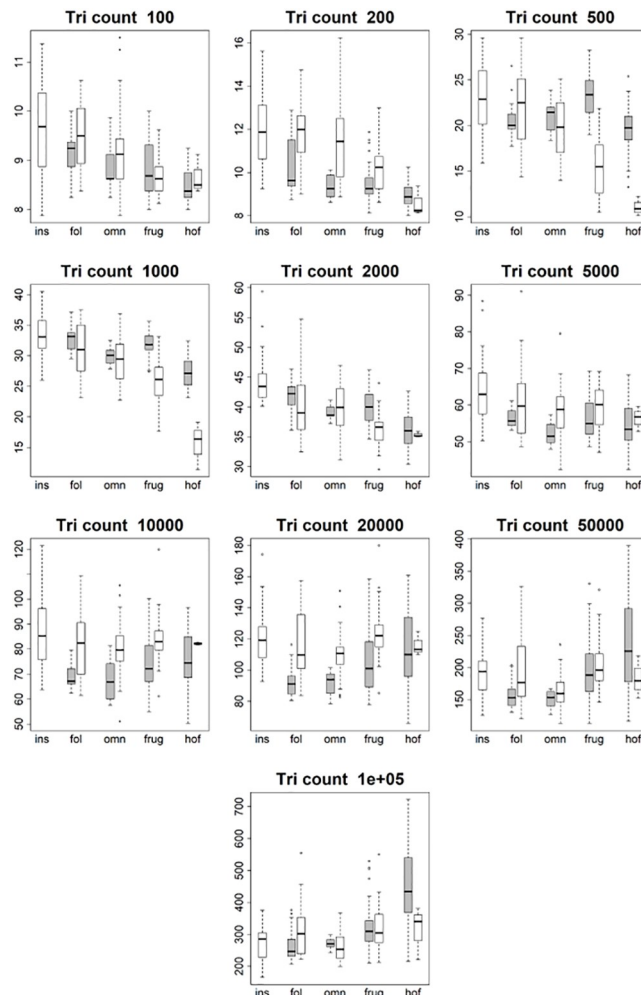 Tri count 100
11
10
9
8
ins fol omn frug hof
Tri count 200
16
14
12
10
8
ins fol omn frug hof
Tri count 500
30
25
20
15
10
ins fol omn frug hof
Tri count 1000
40
35
30
25
20
15
ins fol omn frug hof
Tri count 2000
60
55
50
45
40
35
30
ins fol omn frug hof
Tri count 5000
90
80
70
60
50
ins fol omn frug hof
Tri count 10000
120
110
100
90
80
70
60
50
ins fol omn frug hof
Tri count 20000
180
160
140
120
100
80
ins fol omn frug hof
Tri count 50000
400
350
300
250
200
150
ins fol omn frug hof
Tri count 1e+05
700
600
500
400
300
200
ins fol omn frug hof